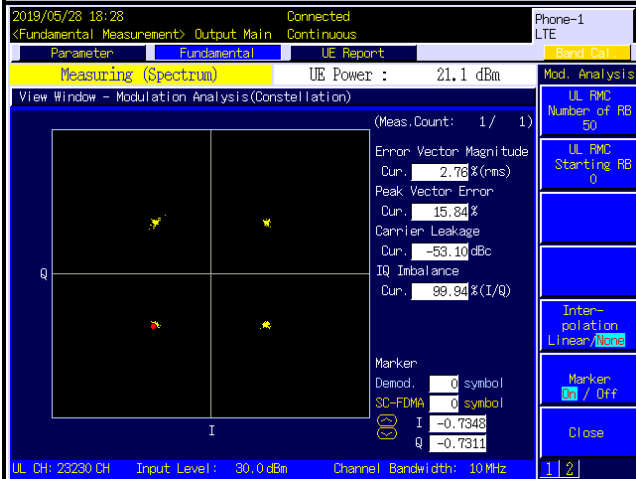 2019/05/28 18:28 Connected
<Fundamental Measurement> Output Main Continuous
Phone-1
LTE
Parameter Fundamental UE Report
Band Cal.
Measuring (Spectrum) UE Power : 21.1 dBm
Mod. Analysis
View Window - Modulation Analysis(Constellation)
UL RMC
Number of RB
50
(Meas.Count: 1/ 1)
Error Vector Magnitude
Cur. 2.76 %(rms)
UL RMC
Starting RB
0
Peak Vector Error
Cur. 15.84 %
Carrier Leakage
Cur. -53.10 dBc
IQ Imbalance
Cur. 99.94 %(I/Q)
Q
Inter-
polation
Linear/None
Marker
Demod. 0 symbol
SC-FDMA 0 symbol
I -0.7348
Q -0.7311
Marker
On / Off
I
Close
UL CH: 23230 CH Input Level: 30.0 dBm Channel Bandwidth: 10 MHz
1 2